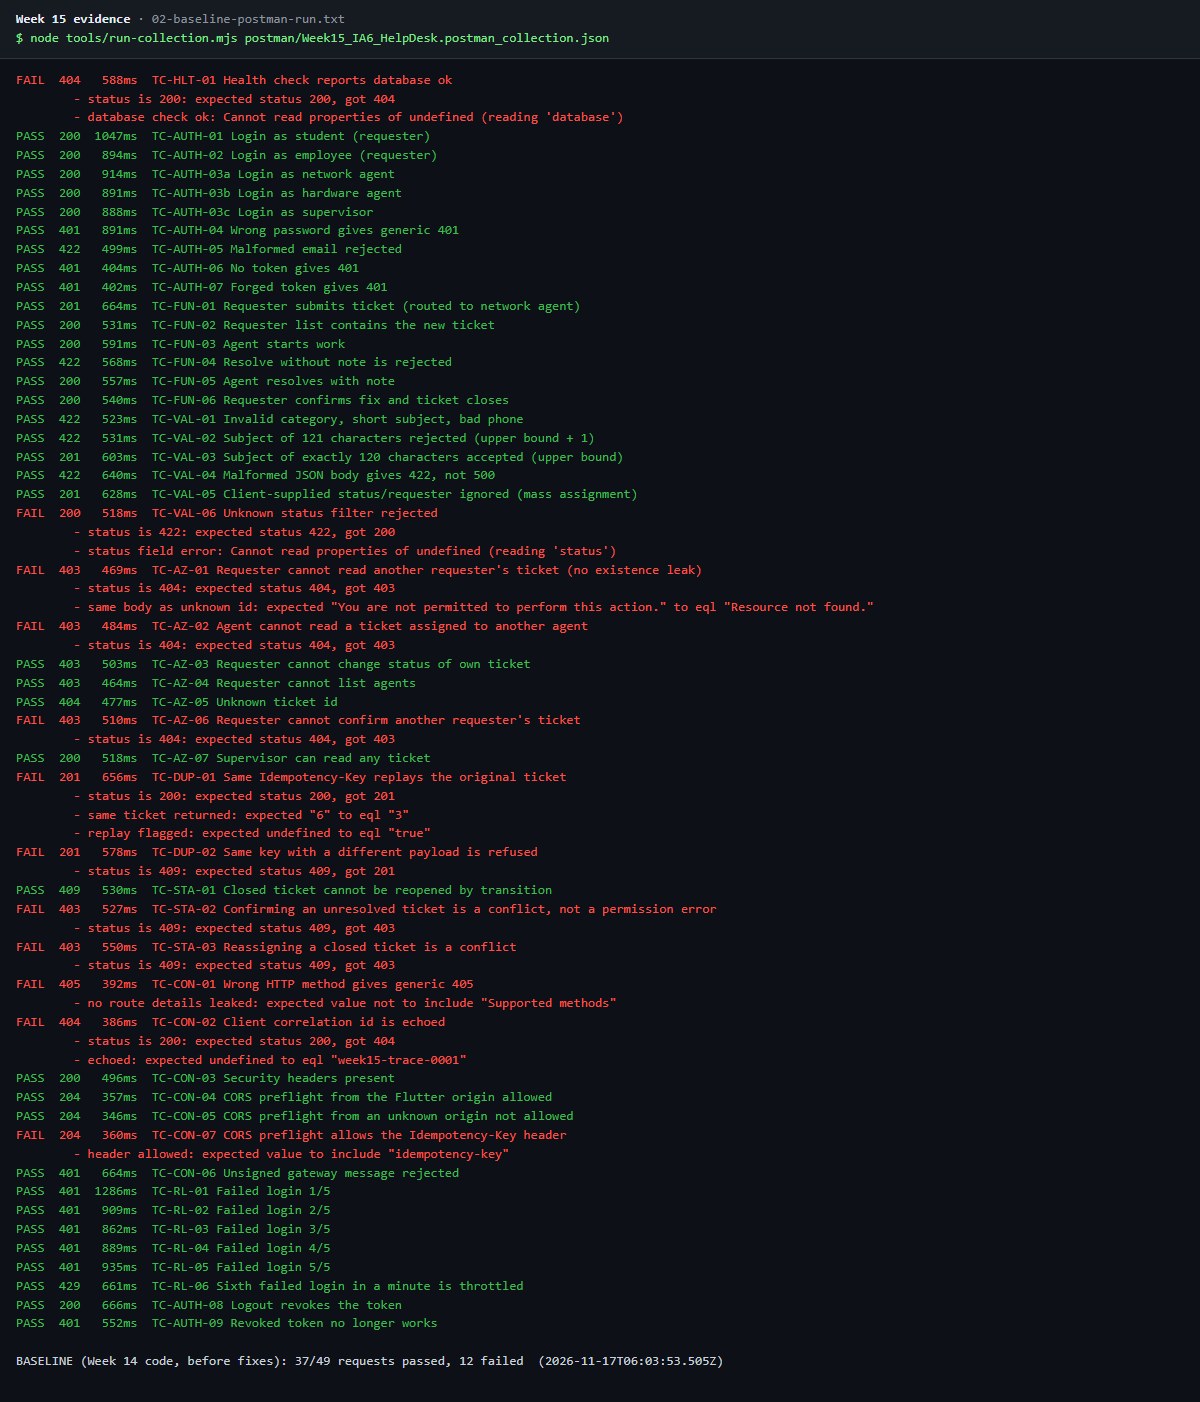 Week 15 evidence · 02-baseline-postman-run.txt
$ node tools/run-collection.mjs postman/Week15_IA6_HelpDesk.postman_collection.json
FAIL 404 588ms TC-HLT-01 Health check reports database ok
- status is 200: expected status 200, got 404
- database check ok: Cannot read properties of undefined (reading 'database')
PASS 200 1047ms TC-AUTH-01 Login as student (requester)
PASS 200 894ms TC-AUTH-02 Login as employee (requester)
PASS 200 914ms TC-AUTH-03a Login as network agent
PASS 200 891ms TC-AUTH-03b Login as hardware agent
PASS 200 888ms TC-AUTH-03c Login as supervisor
PASS 401 891ms TC-AUTH-04 Wrong password gives generic 401
PASS 422 499ms TC-AUTH-05 Malformed email rejected
PASS 401 404ms TC-AUTH-06 No token gives 401
PASS 401 402ms TC-AUTH-07 Forged token gives 401
PASS 201 664ms TC-FUN-01 Requester submits ticket (routed to network agent)
PASS 200 531ms TC-FUN-02 Requester list contains the new ticket
PASS 200 591ms TC-FUN-03 Agent starts work
PASS 422 568ms TC-FUN-04 Resolve without note is rejected
PASS 200 557ms TC-FUN-05 Agent resolves with note
PASS 200 540ms TC-FUN-06 Requester confirms fix and ticket closes
PASS 422 523ms TC-VAL-01 Invalid category, short subject, bad phone
PASS 422 531ms TC-VAL-02 Subject of 121 characters rejected (upper bound + 1)
PASS 201 603ms TC-VAL-03 Subject of exactly 120 characters accepted (upper bound)
PASS 422 640ms TC-VAL-04 Malformed JSON body gives 422, not 500
PASS 201 628ms TC-VAL-05 Client-supplied status/requester ignored (mass assignment)
FAIL 200 518ms TC-VAL-06 Unknown status filter rejected
- status is 422: expected status 422, got 200
- status field error: Cannot read properties of undefined (reading 'status')
FAIL 403 469ms TC-AZ-01 Requester cannot read another requester's ticket (no existence leak)
- status is 404: expected status 404, got 403
- same body as unknown id: expected "You are not permitted to perform this action." to eql "Resource not found."
FAIL 403 484ms TC-AZ-02 Agent cannot read a ticket assigned to another agent
- status is 404: expected status 404, got 403
PASS 403 503ms TC-AZ-03 Requester cannot change status of own ticket
PASS 403 464ms TC-AZ-04 Requester cannot list agents
PASS 404 477ms TC-AZ-05 Unknown ticket id
FAIL 403 510ms TC-AZ-06 Requester cannot confirm another requester's ticket
- status is 404: expected status 404, got 403
PASS 200 518ms TC-AZ-07 Supervisor can read any ticket
FAIL 201 656ms TC-DUP-01 Same Idempotency-Key replays the original ticket
- status is 200: expected status 200, got 201
- same ticket returned: expected "6" to eql "3"
- replay flagged: expected undefined to eql "true"
FAIL 201 578ms TC-DUP-02 Same key with a different payload is refused
- status is 409: expected status 409, got 201
PASS 409 530ms TC-STA-01 Closed ticket cannot be reopened by transition
FAIL 403 527ms TC-STA-02 Confirming an unresolved ticket is a conflict, not a permission error
- status is 409: expected status 409, got 403
FAIL 403 550ms TC-STA-03 Reassigning a closed ticket is a conflict
- status is 409: expected status 409, got 403
FAIL 405 392ms TC-CON-01 Wrong HTTP method gives generic 405
- no route details leaked: expected value not to include "Supported methods"
FAIL 404 386ms TC-CON-02 Client correlation id is echoed
- status is 200: expected status 200, got 404
- echoed: expected undefined to eql "week15-trace-0001"
PASS 200 496ms TC-CON-03 Security headers present
PASS 204 357ms TC-CON-04 CORS preflight from the Flutter origin allowed
PASS 204 346ms TC-CON-05 CORS preflight from an unknown origin not allowed
FAIL 204 360ms TC-CON-07 CORS preflight allows the Idempotency-Key header
- header allowed: expected value to include "idempotency-key"
PASS 401 664ms TC-CON-06 Unsigned gateway message rejected
PASS 401 1286ms TC-RL-01 Failed login 1/5
PASS 401 909ms TC-RL-02 Failed login 2/5
PASS 401 862ms TC-RL-03 Failed login 3/5
PASS 401 889ms TC-RL-04 Failed login 4/5
PASS 401 935ms TC-RL-05 Failed login 5/5
PASS 429 661ms TC-RL-06 Sixth failed login in a minute is throttled
PASS 200 666ms TC-AUTH-08 Logout revokes the token
PASS 401 552ms TC-AUTH-09 Revoked token no longer works
BASELINE (Week 14 code, before fixes): 37/49 requests passed, 12 failed (2026-11-17T06:03:53.505Z)